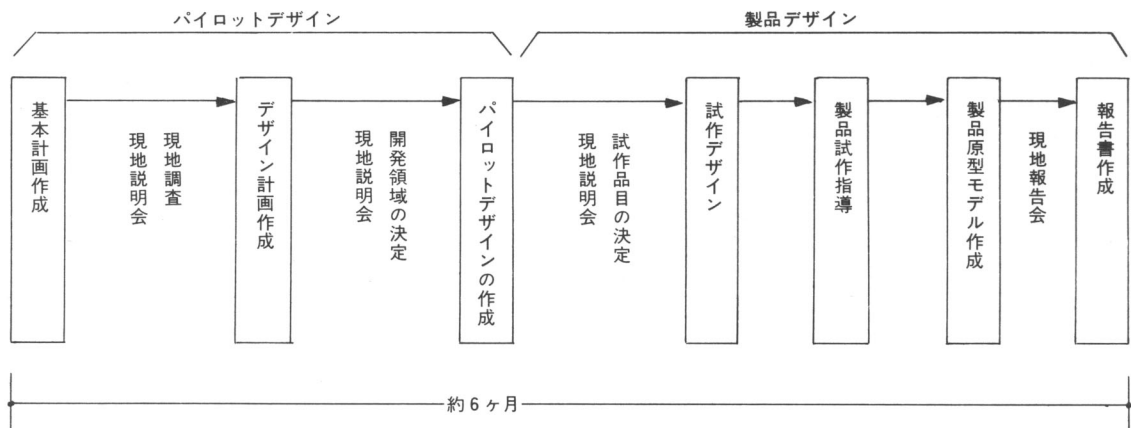 パイロットデザイン
製品デザイン
基本計画作成
現地調査
現地説明会
デザイン計画作成
開発領域の決定
現地説明会
パイロットデザインの作成
試作品目の決定
現地説明会
試作デザイン
製品試作指導
製品原型モデル作成
現地報告会
報告書作成
約6ヶ月